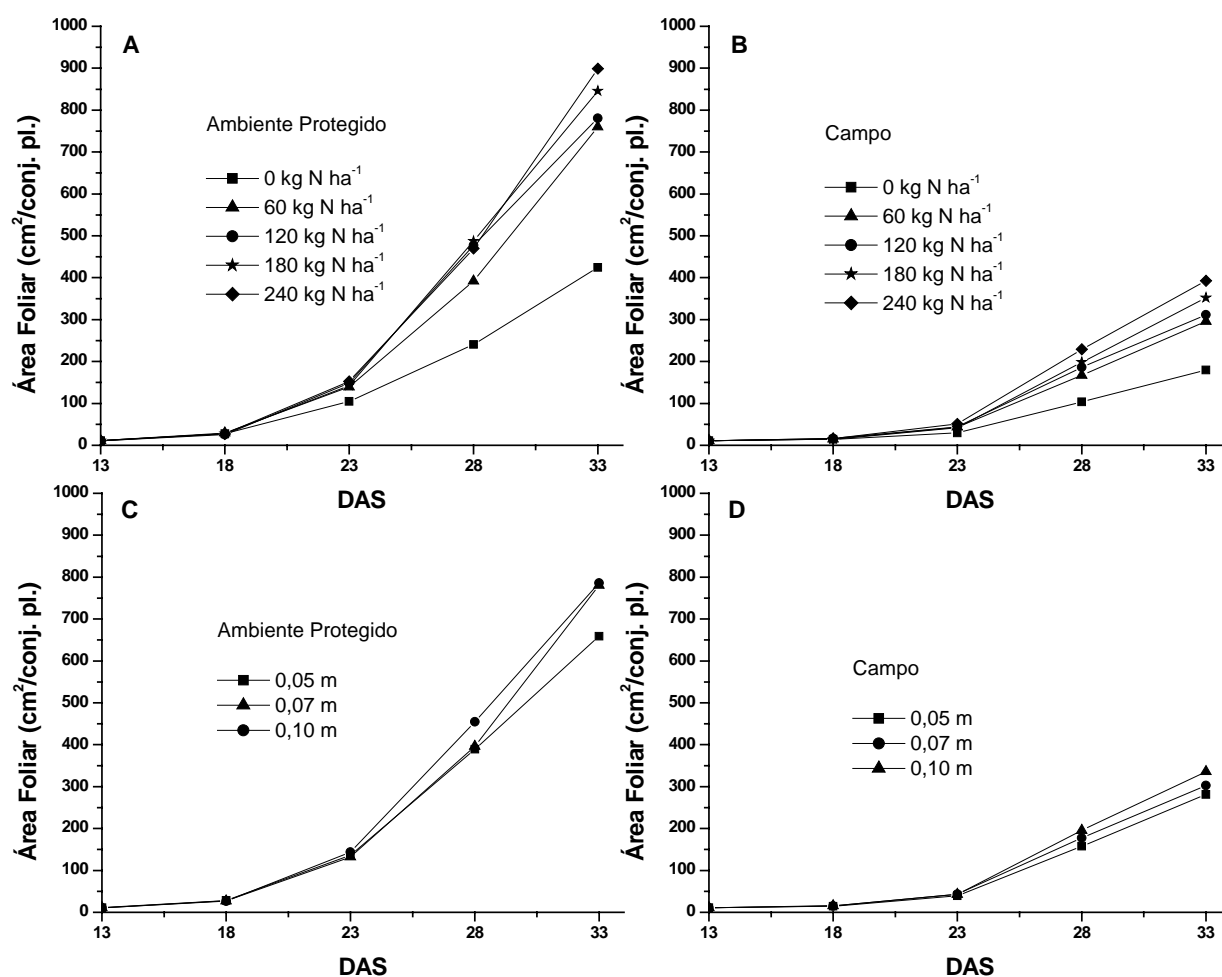 A
Ambiente Protegido
0 kg N ha⁻¹
60 kg N ha⁻¹
120 kg N ha⁻¹
180 kg N ha⁻¹
240 kg N ha⁻¹
Área Foliar (cm²/conj. pl.)
1000
900
800
700
600
500
400
300
200
100
0
13 18 23 28 33
DAS
B
Campo
0 kg N ha⁻¹
60 kg N ha⁻¹
120 kg N ha⁻¹
180 kg N ha⁻¹
240 kg N ha⁻¹
Área Foliar (cm²/conj. pl.)
1000
900
800
700
600
500
400
300
200
100
0
13 18 23 28 33
DAS
C
Ambiente Protegido
0,05 m
0,07 m
0,10 m
Área Foliar (cm²/conj. pl.)
1000
900
800
700
600
500
400
300
200
100
0
13 18 23 28 33
DAS
D
Campo
0,05 m
0,07 m
0,10 m
Área Foliar (cm²/conj. pl.)
1000
900
800
700
600
500
400
300
200
100
0
13 18 23 28 33
DAS